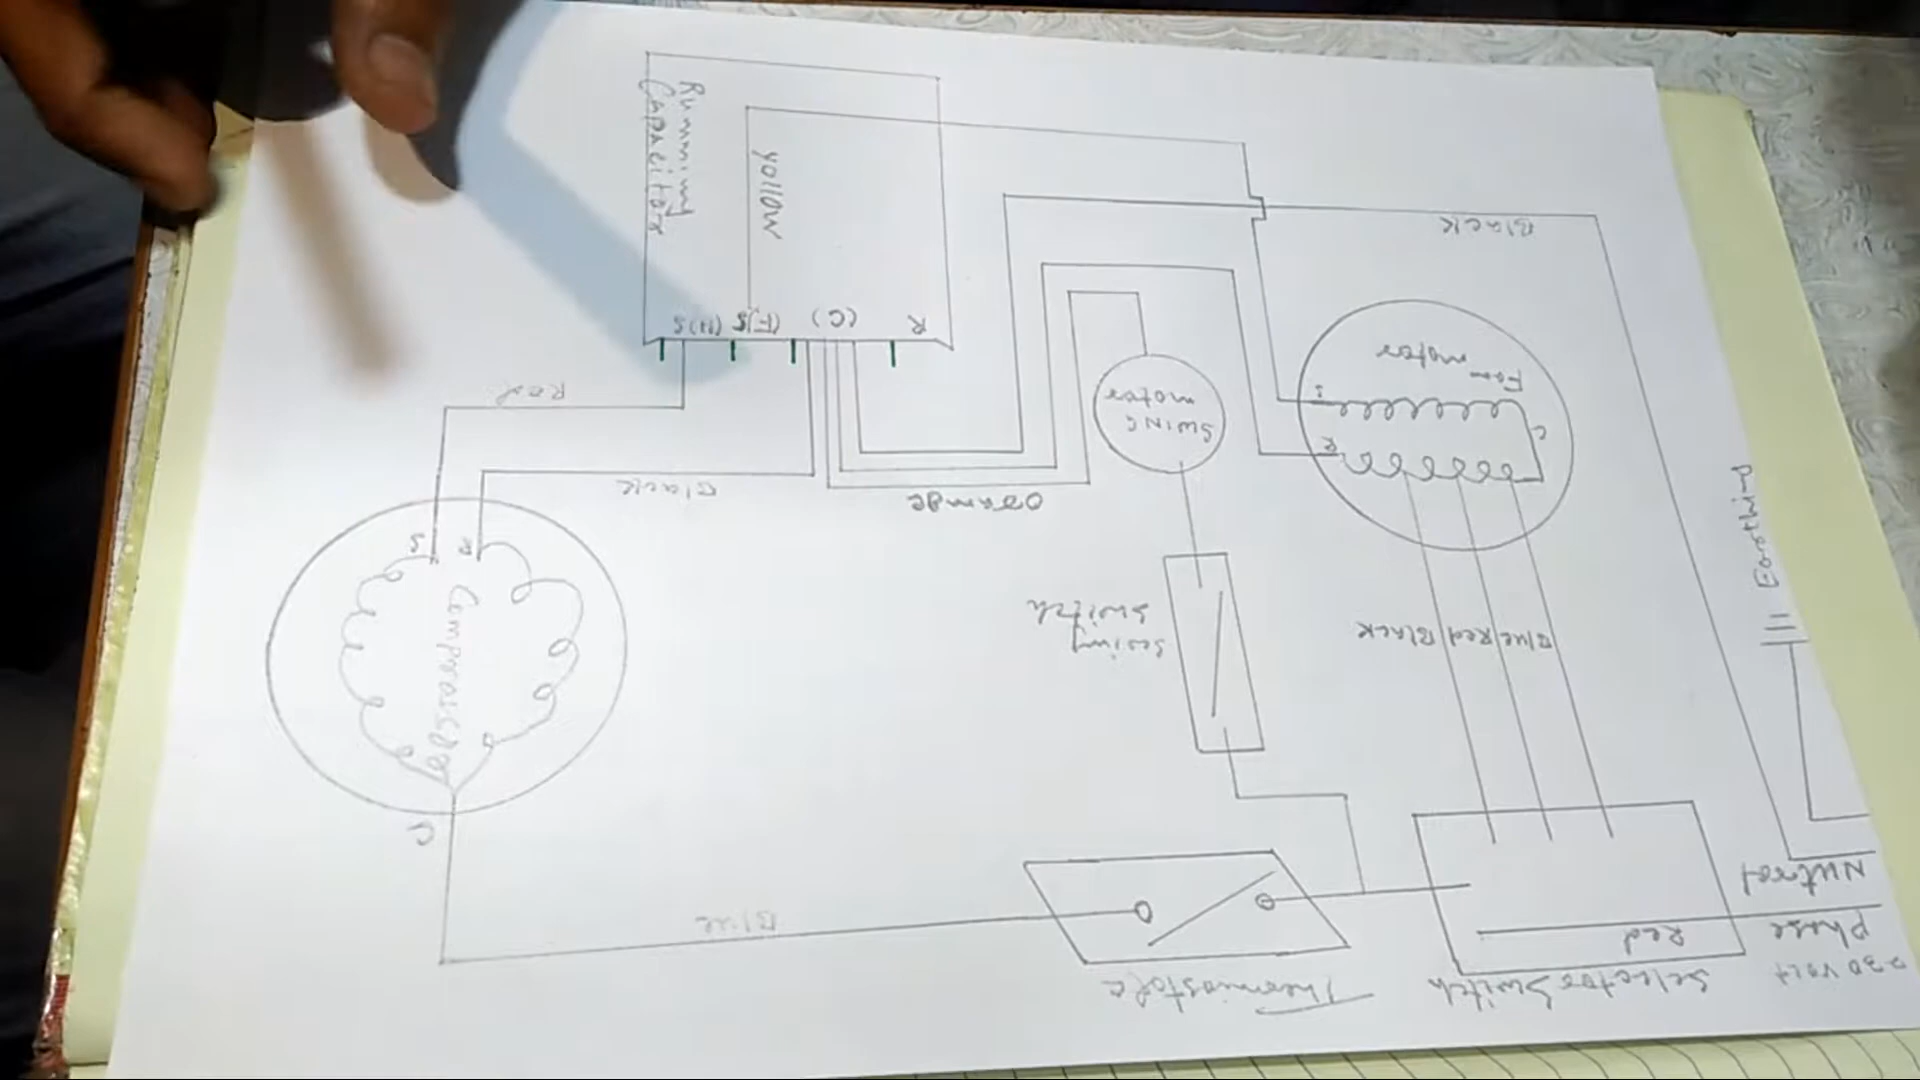 Running
Capacitor
yollow
(H)S
(F)S
(C)
R
Black
Red
Black
orange
SWING
motor
Fan
motor
S
R
C
S
R
Compressor
C
Swing
Switch
Black
Red
Blue
Earthing
Blue
Thermostate
Selector Switch
Red
Nutral
Phase
230 Volt